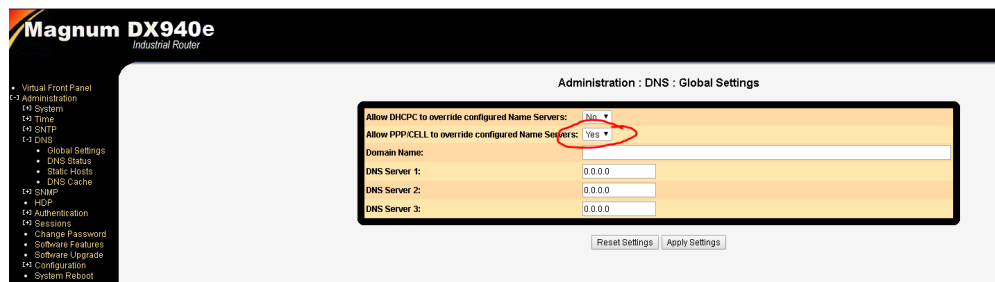 Magnum DX940e
Industrial Router
Virtual Front Panel
[-] Administration
[+] System
[+] Time
[+] SNTP
[-] DNS
Global Settings
DNS Status
Static Hosts
DNS Cache
[+] SNMP
HDP
[+] Authentication
[+] Sessions
Change Password
Software Features
Software Upgrade
[+] Configuration
System Reboot
Administration : DNS : Global Settings
Allow DHCPC to override configured Name Servers: No
Allow PPP/CELL to override configured Name Servers: Yes
Domain Name:
DNS Server 1: 0.0.0.0
DNS Server 2: 0.0.0.0
DNS Server 3: 0.0.0.0
Reset Settings Apply Settings